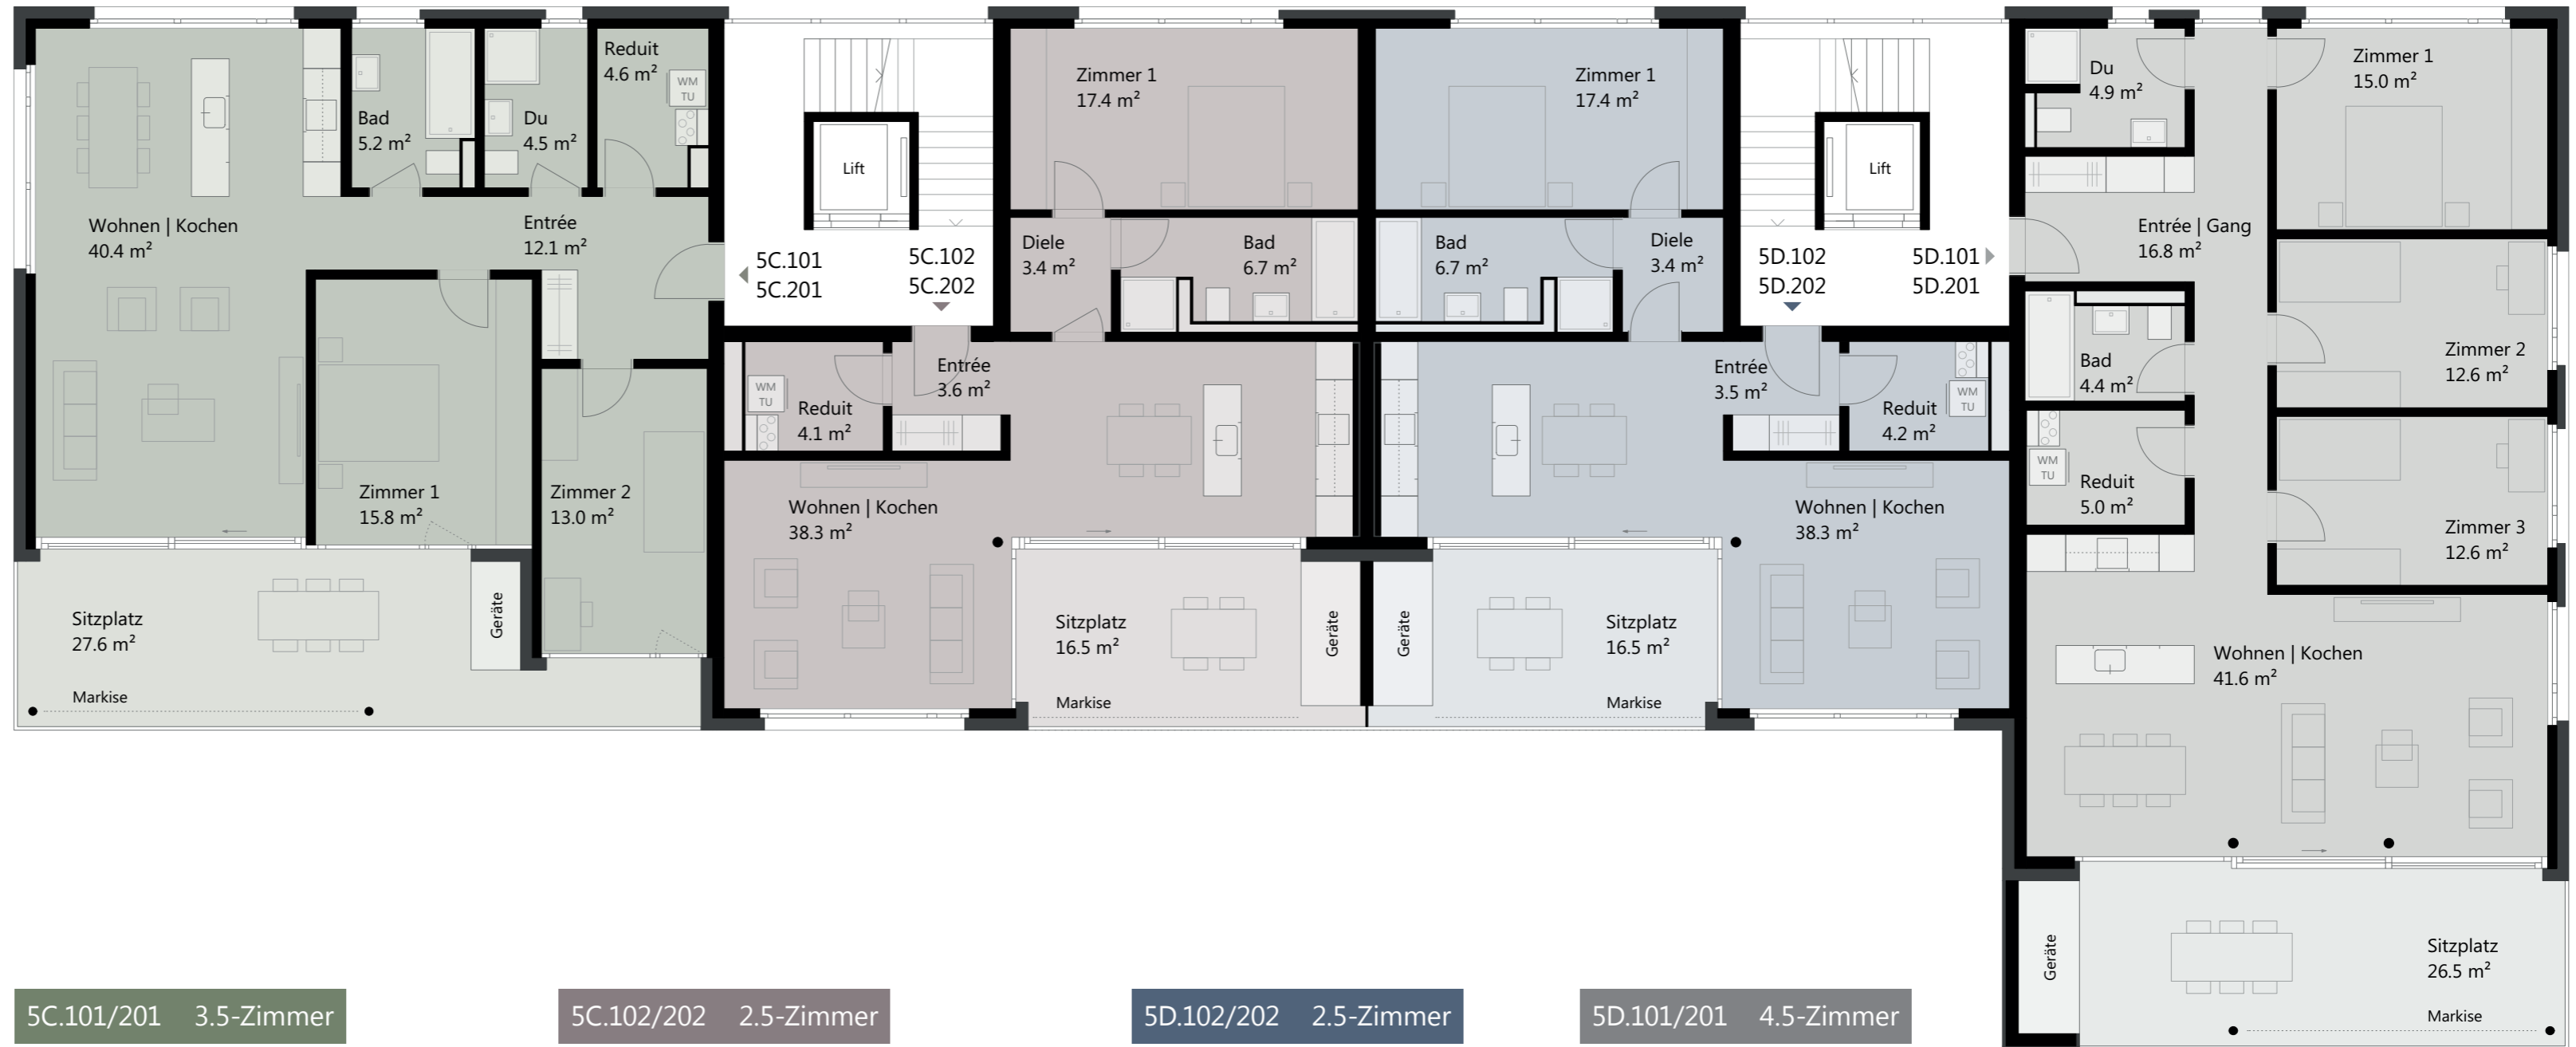 Wohnen | Kochen
40.4 m²
Bad
5.2 m²
Du
4.5 m²
Reduit
4.6 m²
WM
TU
Entrée
12.1 m²
Zimmer 1
15.8 m²
Zimmer 2
13.0 m²
Sitzplatz
27.6 m²
Geräte
Markise
Lift
5C.101
5C.201
5C.102
5C.202
Zimmer 1
17.4 m²
Diele
3.4 m²
Bad
6.7 m²
Entrée
3.6 m²
WM
TU
Reduit
4.1 m²
Wohnen | Kochen
38.3 m²
Sitzplatz
16.5 m²
Geräte
Markise
Zimmer 1
17.4 m²
Bad
6.7 m²
Diele
3.4 m²
Entrée
3.5 m²
Reduit
4.2 m²
WM
TU
Wohnen | Kochen
38.3 m²
Geräte
Sitzplatz
16.5 m²
Markise
Lift
5D.102
5D.202
5D.101
5D.201
Du
4.9 m²
Zimmer 1
15.0 m²
Entrée | Gang
16.8 m²
Bad
4.4 m²
Zimmer 2
12.6 m²
WM
TU
Reduit
5.0 m²
Zimmer 3
12.6 m²
Wohnen | Kochen
41.6 m²
Geräte
Sitzplatz
26.5 m²
Markise
5C.101/201 3.5-Zimmer
5C.102/202 2.5-Zimmer
5D.102/202 2.5-Zimmer
5D.101/201 4.5-Zimmer